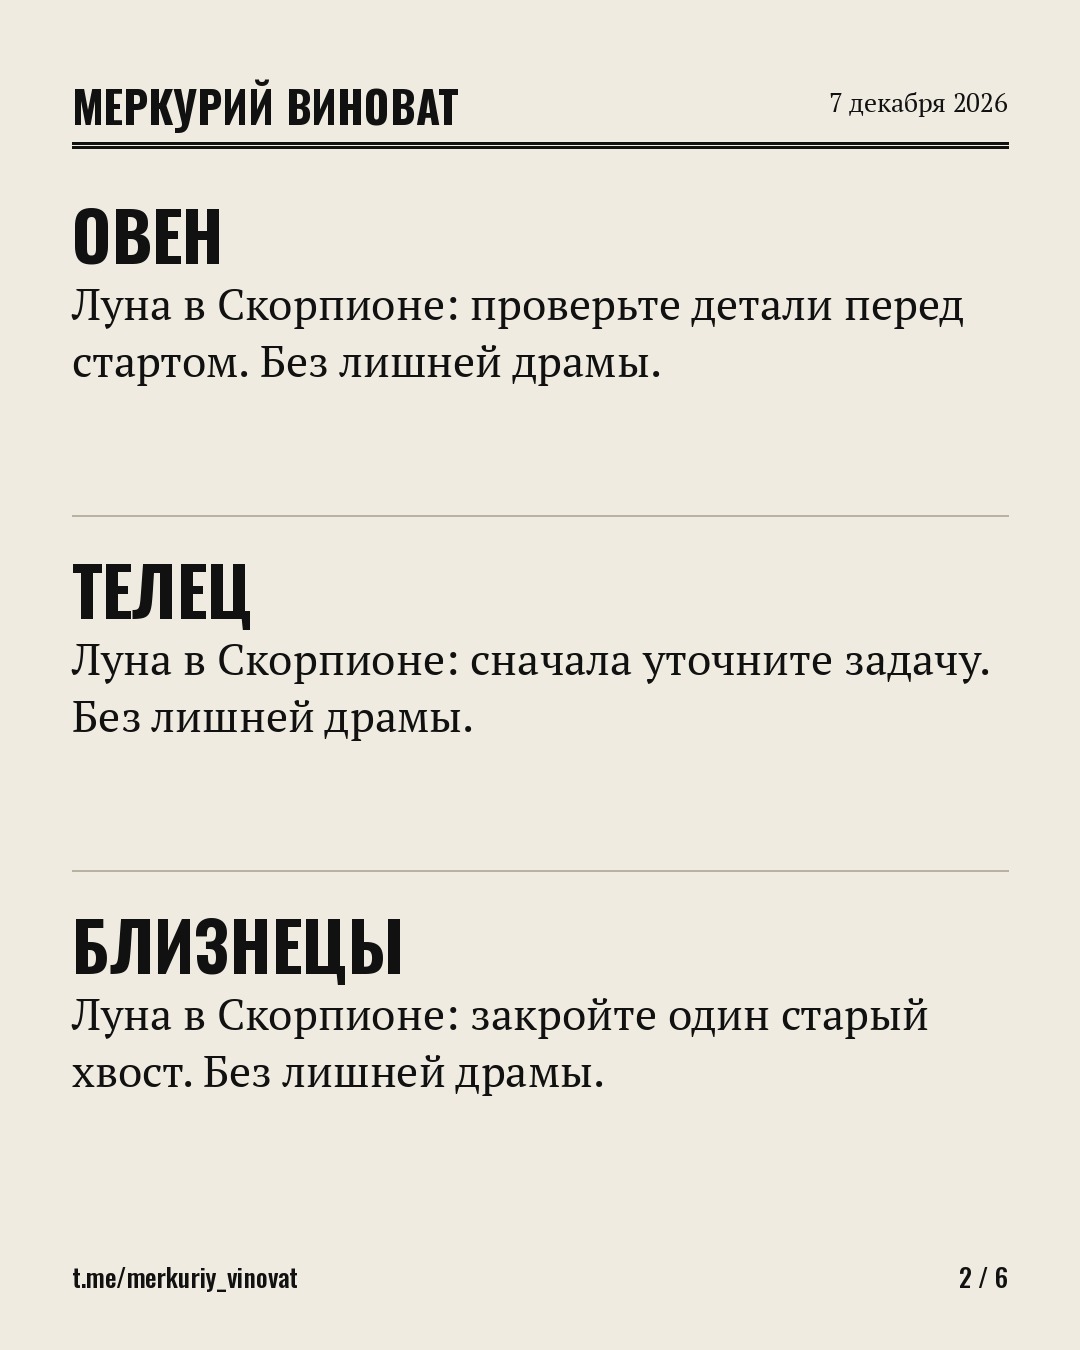 МЕРКУРИЙ ВИНОВАТ
7 декабря 2026
ОВЕН
Луна в Скорпионе: проверьте детали перед
стартом. Без лишней драмы.
ТЕЛЕЦ
Луна в Скорпионе: сначала уточните задачу.
Без лишней драмы.
БЛИЗНЕЦЫ
Луна в Скорпионе: закройте один старый
хвост. Без лишней драмы.
t.me/merkuriy_vinovat
2 / 6